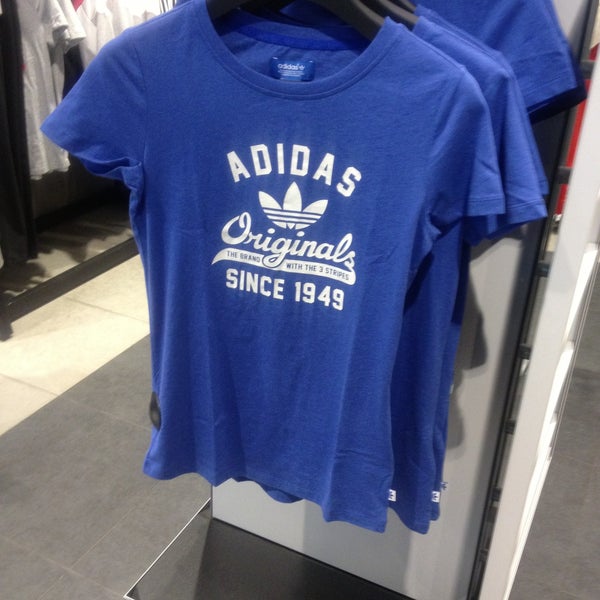 adidas
ADIDAS
Originals
THE BRAND WITH THE 3 STRIPES
SINCE 1949